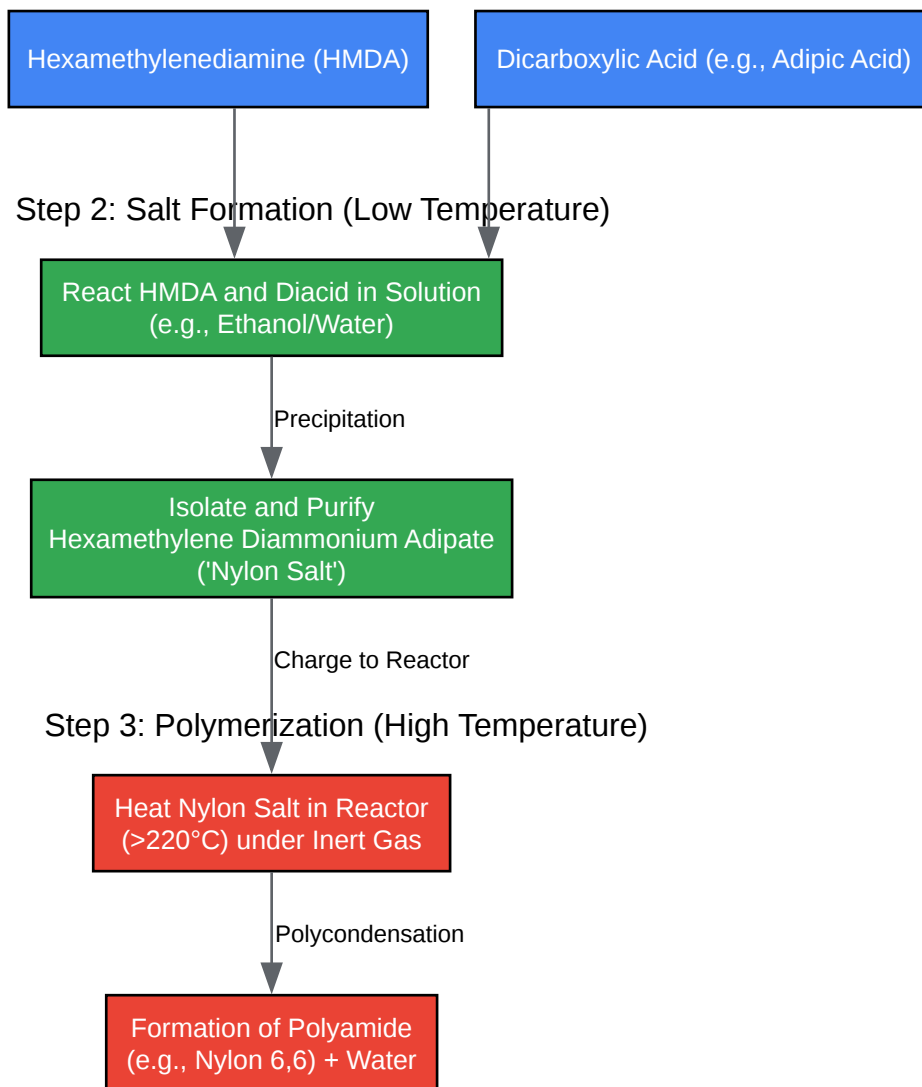 Hexamethylenediamine (HMDA)
Dicarboxylic Acid (e.g., Adipic Acid)
Step 2: Salt Formation (Low Temperature)
React HMDA and Diacid in Solution
(e.g., Ethanol/Water)
Precipitation
Isolate and Purify
Hexamethylene Diammonium Adipate
('Nylon Salt')
Charge to Reactor
Step 3: Polymerization (High Temperature)
Heat Nylon Salt in Reactor
(>220°C) under Inert Gas
Polycondensation
Formation of Polyamide
(e.g., Nylon 6,6) + Water